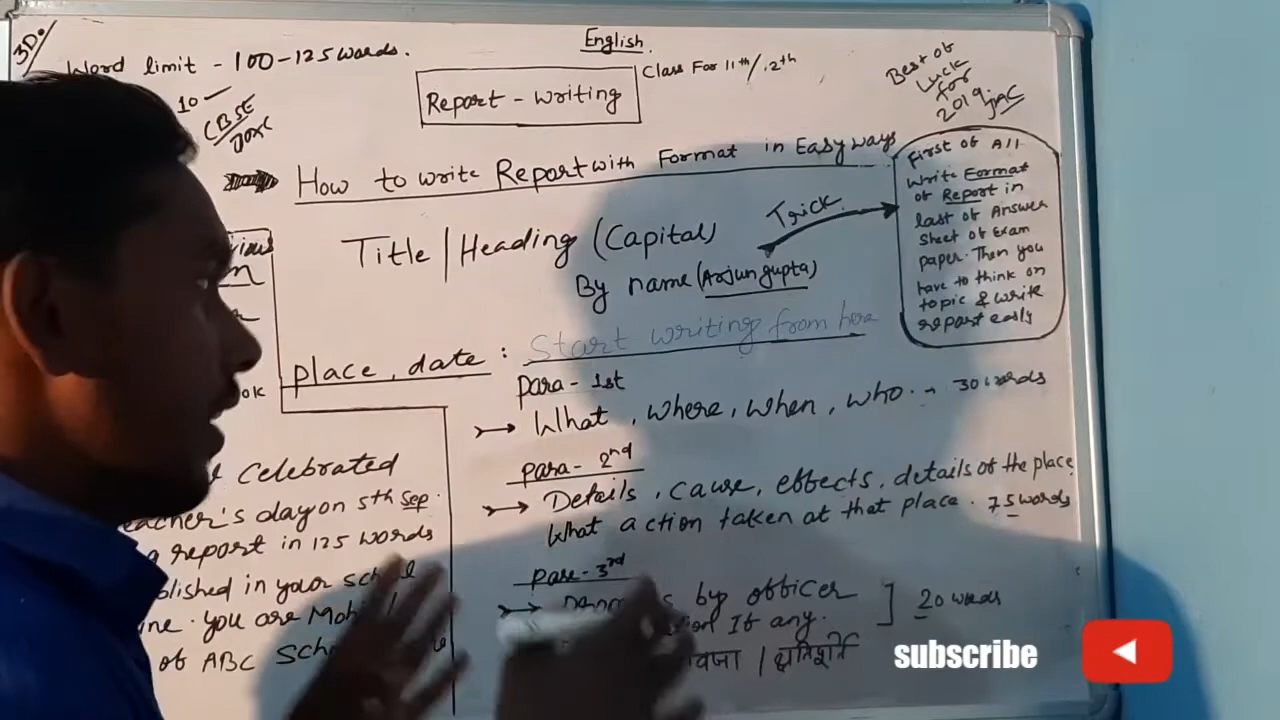 3D.
Word limit - 100-125 words.
English.
Report - Writing
Class For 11th / 12th
Best of
Luck
For
2019
JAC
10
CBSE
How to write Report with Format in Easy ways
Title | Heading (Capital)
By name (Arjun gupta)
Trick
First of All
Write Format
of Report in
last of Answer
Sheet of Exam
paper. Then you
have to think on
topic & write
report easily
place, date : Start writing from here
para - 1st
What, where, when, who. - 30 words
para - 2nd
Details, cause, effects, details of the place,
What action taken at that place. 75 words
para - 3rd
by officer
If any. ] 20 words
Celebrated
eacher's day on 5th Sep.
report in 125 words
blished in your
you are
of ABC
subscribe